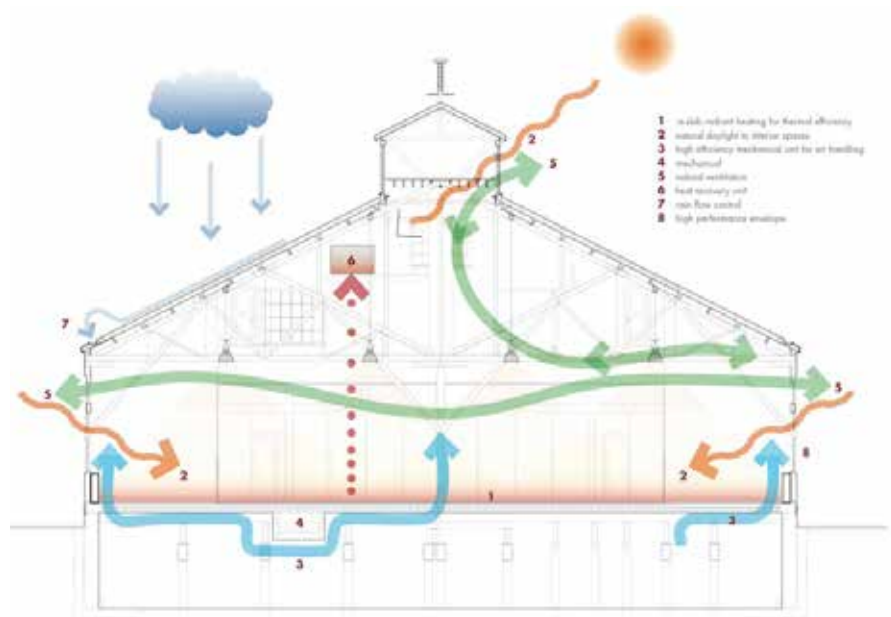 2
5
1 in-slab radiant heating for thermal efficiency
2 natural daylight to interior spaces
3 high efficiency mechanical unit for air handling
4 mechanical
5 natural ventilation
6 heat recovery unit
7 rain flow control
8 high performance envelope
6
7
5
5
2
2
8
1
4
3
3